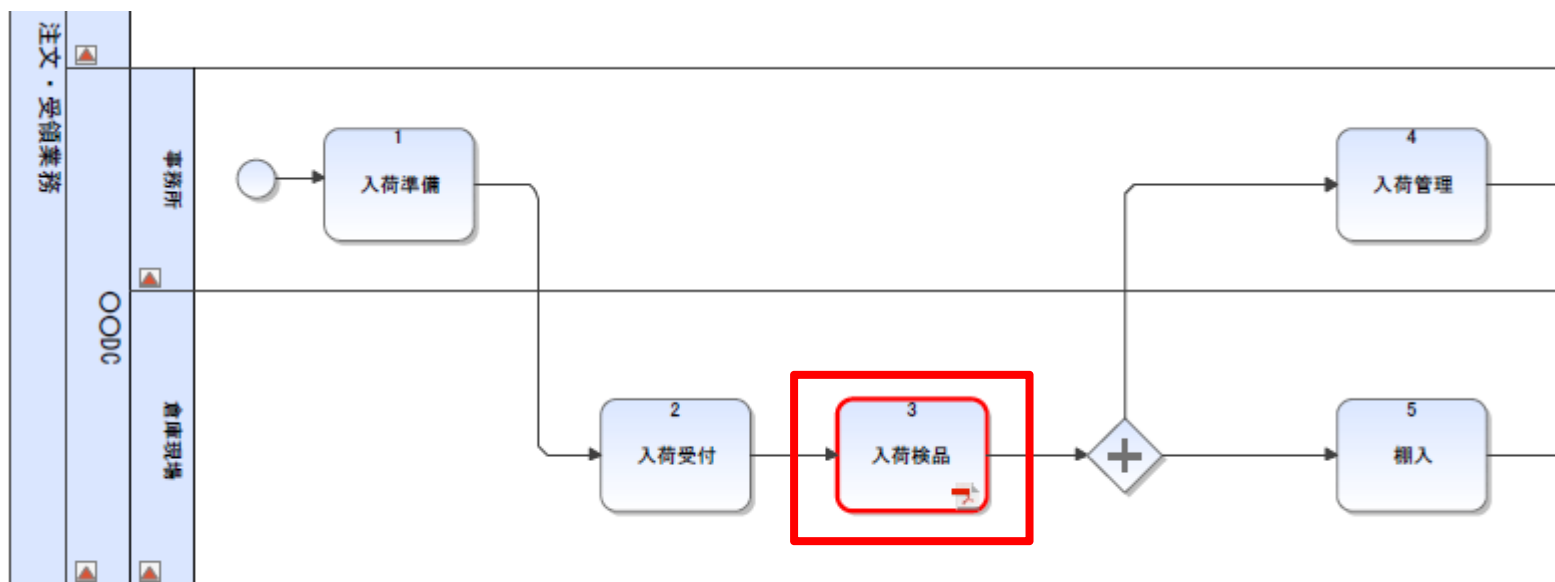 注文・受領業務
〇〇DC
事務所
1
入荷準備
4
入荷管理
倉庫現場
2
入荷受付
3
入荷検品
5
棚入